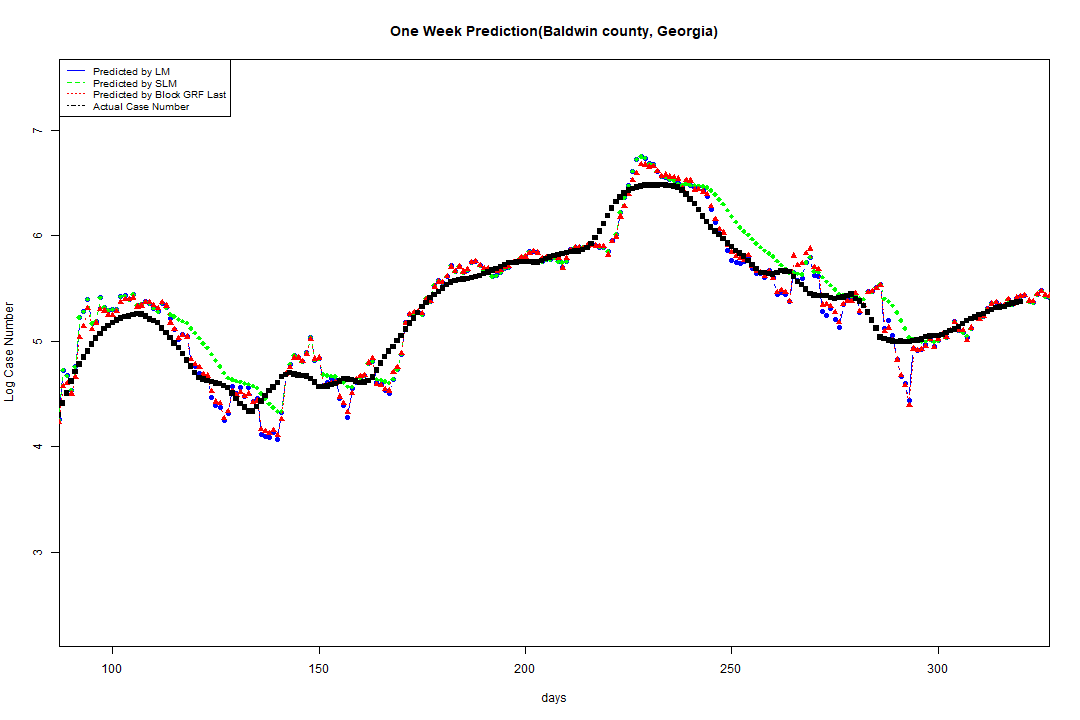 One Week Prediction(Baldwin county, Georgia)
Predicted by LM
Predicted by SLM
Predicted by Block GRF Last
Actual Case Number
7
6
5
4
3
Log Case Number
100 150 200 250 300
days